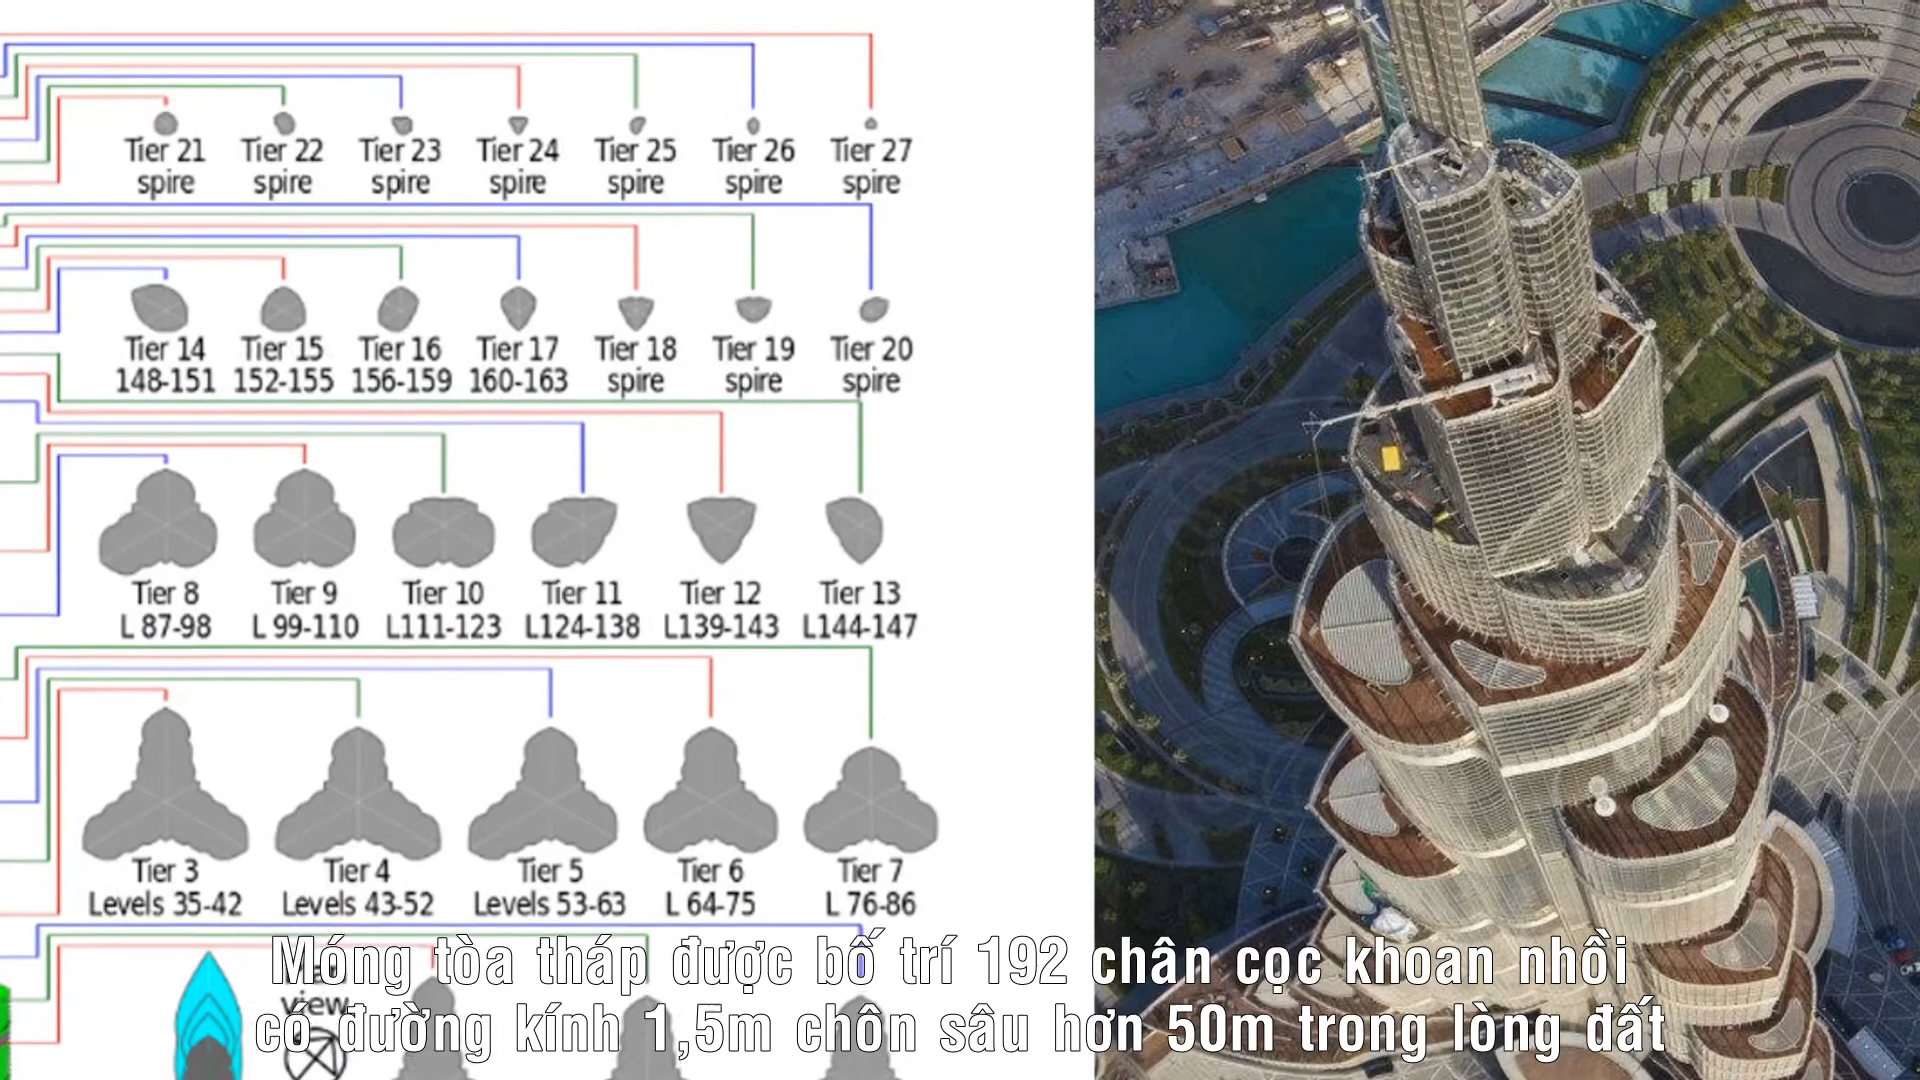 Tier 21 Tier 22 Tier 23 Tier 24 Tier 25 Tier 26 Tier 27
spire spire spire spire spire spire spire
Tier 14 Tier 15 Tier 16 Tier 17 Tier 18 Tier 19 Tier 20
148-151 152-155 156-159 160-163 spire spire spire
Tier 8 Tier 9 Tier 10 Tier 11 Tier 12 Tier 13
L 87-98 L 99-110 L111-123 L124-138 L139-143 L144-147
Tier 3 Tier 4 Tier 5 Tier 6 Tier 7
Levels 35-42 Levels 43-52 Levels 53-63 L 64-75 L 76-86
view
Móng tòa tháp được bố trí 192 chân cọc khoan nhồi
có đường kính 1,5m chôn sâu hơn 50m trong lòng đất